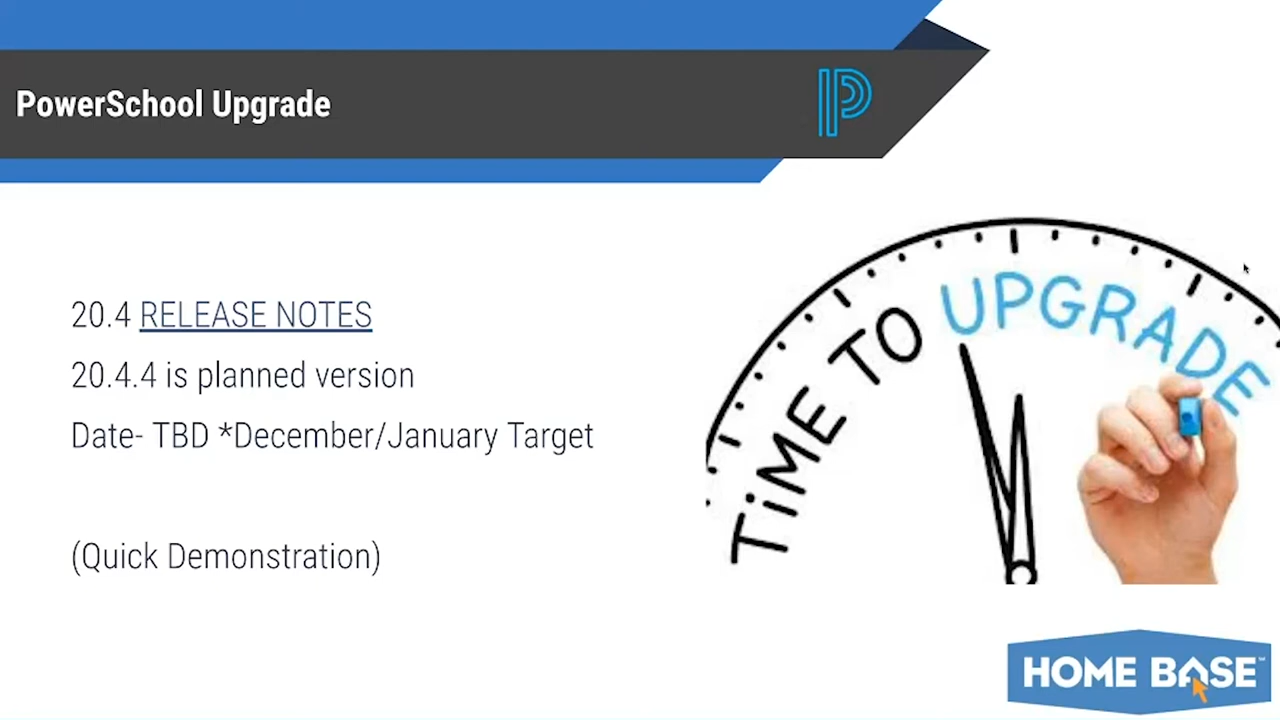 PowerSchool Upgrade
20.4 RELEASE NOTES
20.4.4 is planned version
Date- TBD *December/January Target
(Quick Demonstration)
TiME TO UPGRADE
HOME BASE